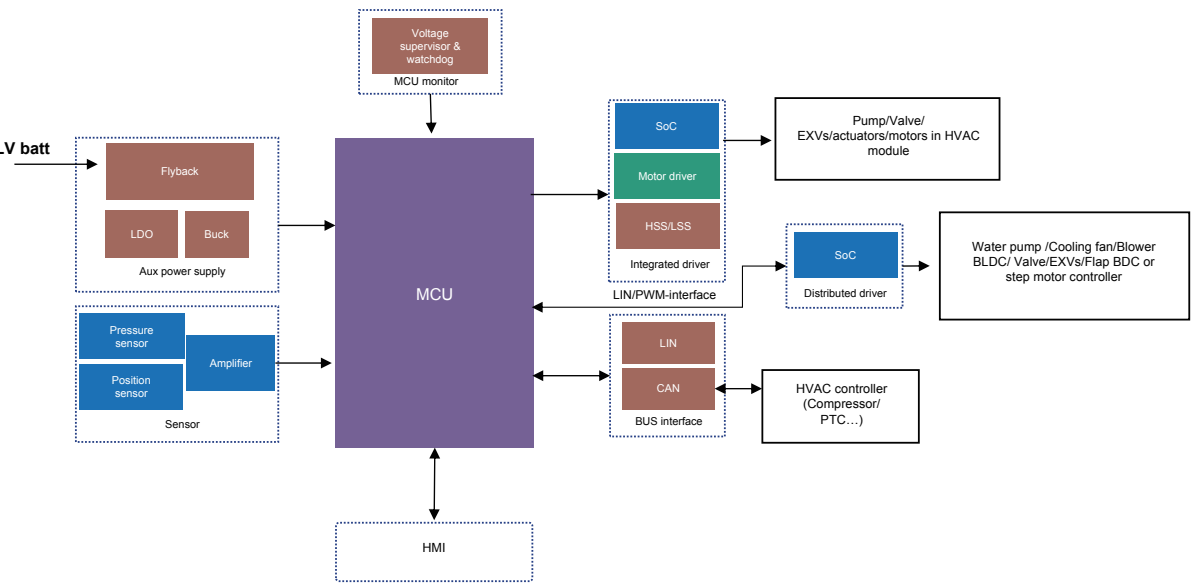 Voltage
supervisor &
watchdog
MCU monitor
LV batt
Flyback
LDO
Buck
Aux power supply
Pressure
sensor
Position
sensor
Amplifier
Sensor
MCU
SoC
Motor driver
HSS/LSS
Integrated driver
Pump/Valve/
EXVs/actuators/motors in HVAC
module
LIN/PWM-interface
SoC
Distributed driver
Water pump /Cooling fan/Blower
BLDC/ Valve/EXVs/Flap BDC or
step motor controller
LIN
CAN
BUS interface
HVAC controller
(Compressor/
PTC…)
HMI